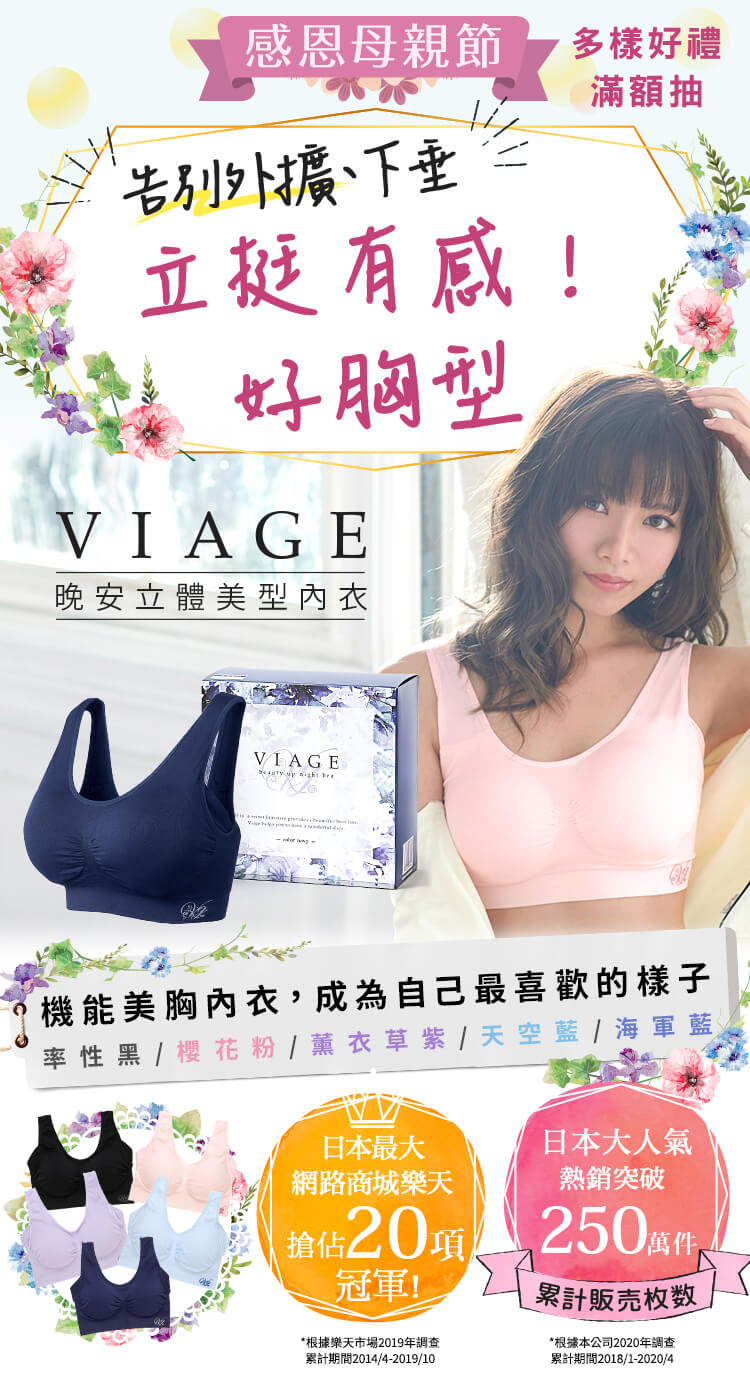 感恩母親節
多樣好禮
滿額抽
告別外擴、下垂
立挺有感！
好胸型
VIAGE
晚安立體美型內衣
VIAGE
beauty up night bra
- color navy -
機能美胸內衣，成為自己最喜歡的樣子
率性黑/櫻花粉/薰衣草紫/天空藍/海軍藍
日本最大
網路商城樂天
搶佔20項
冠軍!
*根據樂天市場2019年調查
累計期間2014/4-2019/10
日本大人氣
熱銷突破
250萬件
累計販売枚数
*根據本公司2020年調查
累計期間2018/1-2020/4